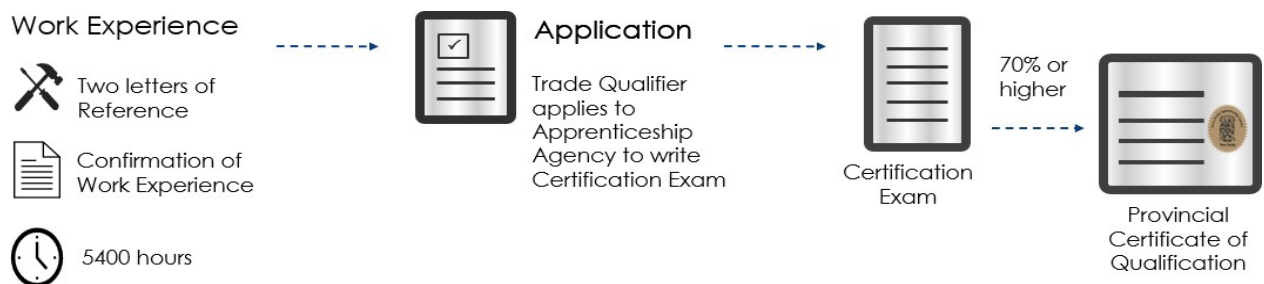 Work Experience
Two letters of
Reference
Confirmation of
Work Experience
5400 hours
Application
Trade Qualifier
applies to
Apprenticeship
Agency to write
Certification Exam
Certification
Exam
70% or
higher
Provincial
Certificate of
Qualification